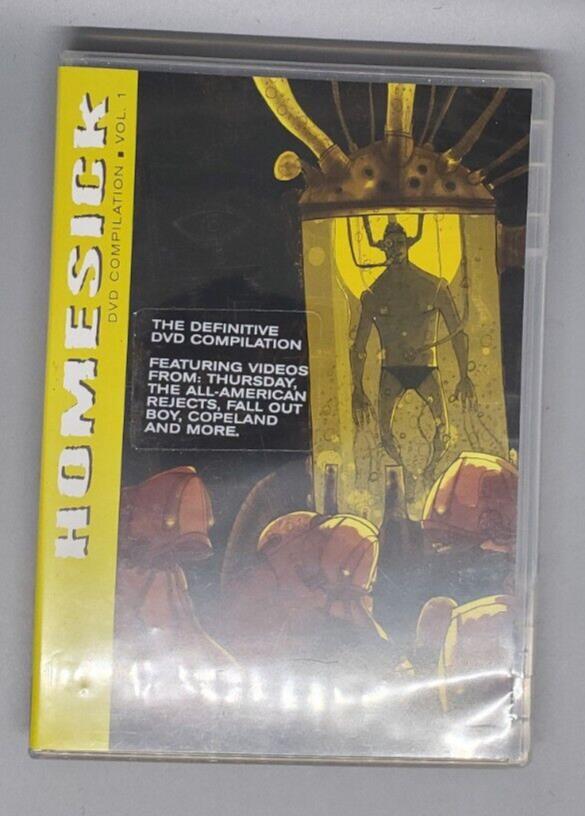 HOMESICK
DVD COMPILATION ■ VOL. 1
THE DEFINITIVE
DVD COMPILATION
FEATURING VIDEOS
FROM: THURSDAY,
THE ALL-AMERICAN
REJECTS, FALL OUT
BOY, COPELAND
AND MORE.